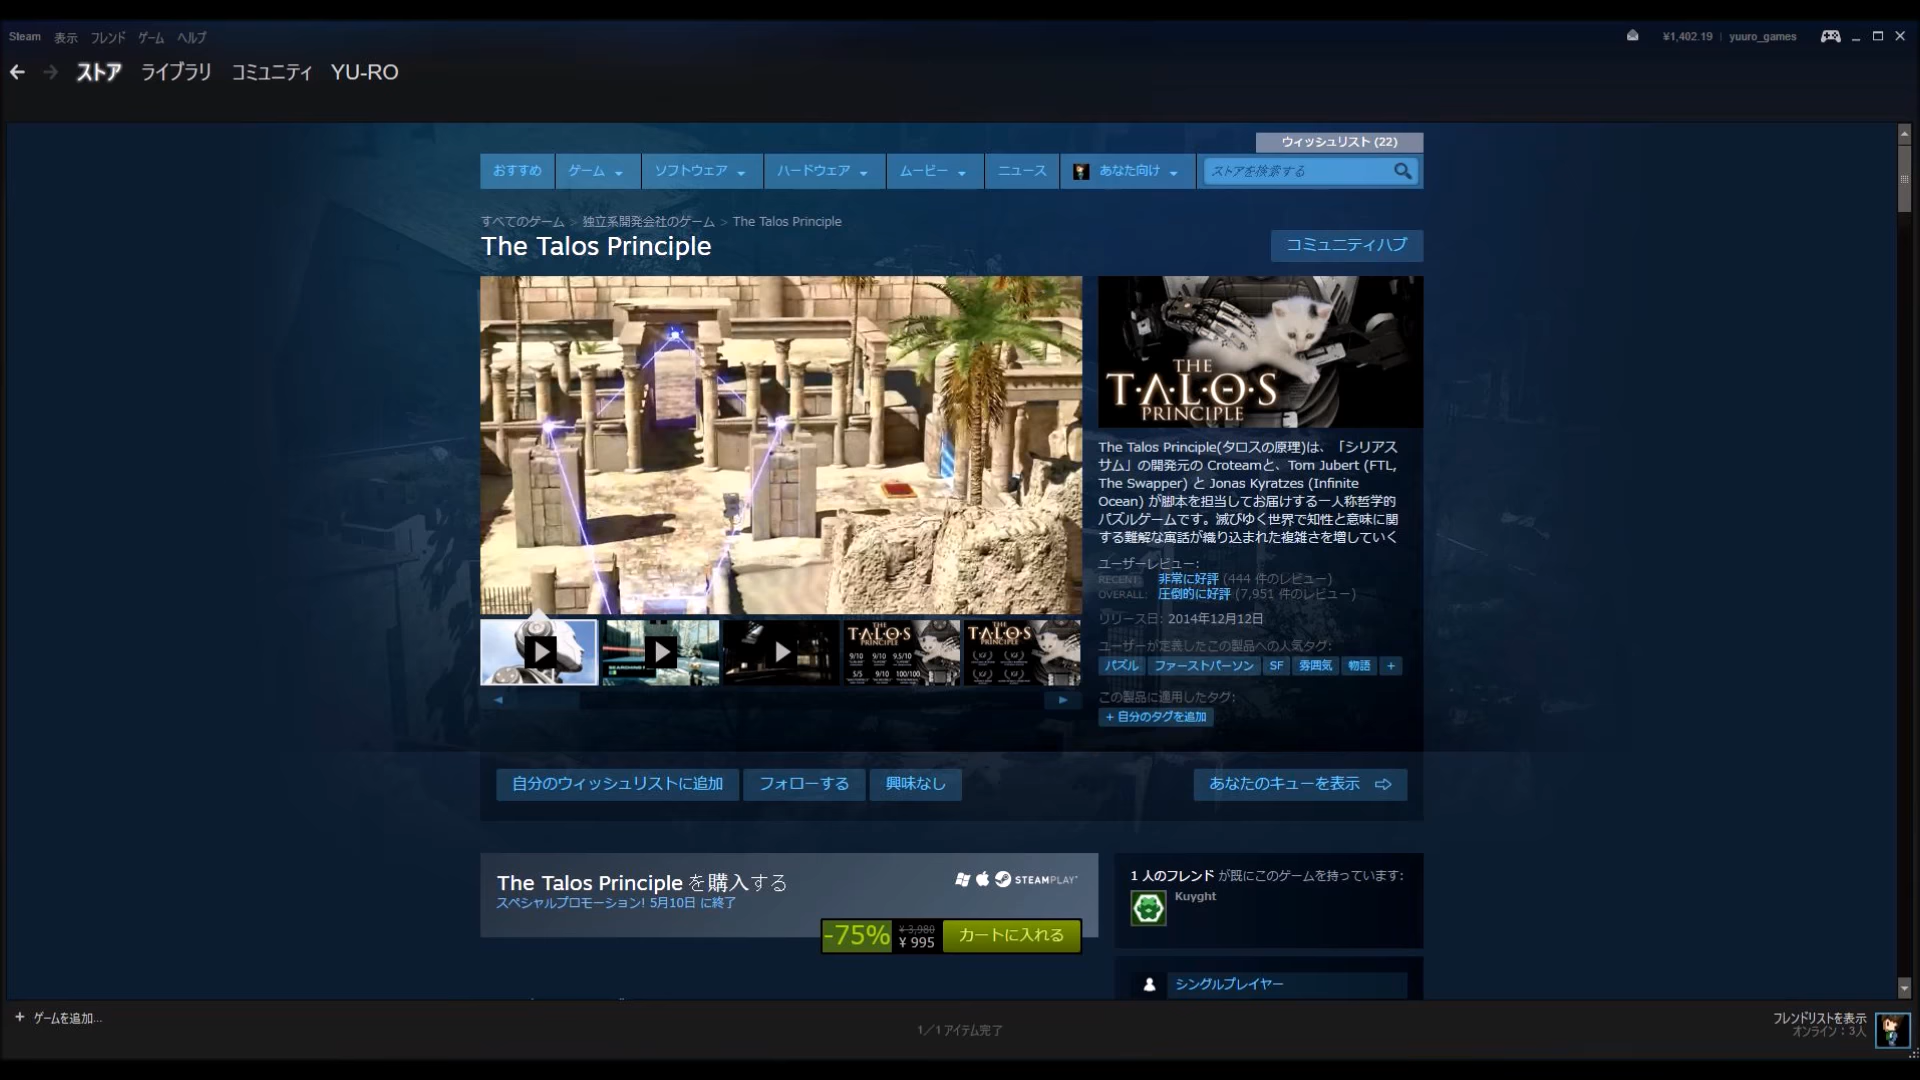 Steam 表示 フレンド ゲーム ヘルプ
¥1,402.19 | yuuro_games
ストア ライブラリ コミュニティ YU-RO
ウィッシュリスト (22)
おすすめ ゲーム ソフトウェア ハードウェア ムービー ニュース あなた向け ストアを検索する
すべてのゲーム > 独立系開発会社のゲーム > The Talos Principle
The Talos Principle
コミュニティハブ
THE
T·A·L·O·S
PRINCIPLE
The Talos Principle(タロスの原理)は、「シリアス
サム」の開発元の Croteamと、Tom Jubert (FTL,
The Swapper) と Jonas Kyratzes (Infinite
Ocean) が脚本を担当してお届けする一人称哲学的
パズルゲームです。滅びゆく世界で知性と意味に関
する難解な寓話が織り込まれた複雑さを増していく
ユーザーレビュー:
RECENT: 非常に好評 (444 件のレビュー)
OVERALL: 圧倒的に好評 (7,951 件のレビュー)
リリース日: 2014年12月12日
ユーザーが定義したこの製品への人気タグ:
パズル ファーストパーソン SF 雰囲気 物語 +
この製品に適用したタグ:
+ 自分のタグを追加
THE
TALOS
PRINCIPLE
9/10 9/10 9.5/10
5/5 9/10 100/100
THE
TALOS
PRINCIPLE
自分のウィッシュリストに追加 フォローする 興味なし あなたのキューを表示
The Talos Principle を購入する
STEAMPLAY
スペシャルプロモーション! 5月10日 に終了
-75% ¥ 3,980
¥ 995
カートに入れる
1 人のフレンド が既にこのゲームを持っています:
Kuyght
シングルプレイヤー
+ ゲームを追加...
1／1 アイテム完了
フレンドリストを表示
オンライン：3人